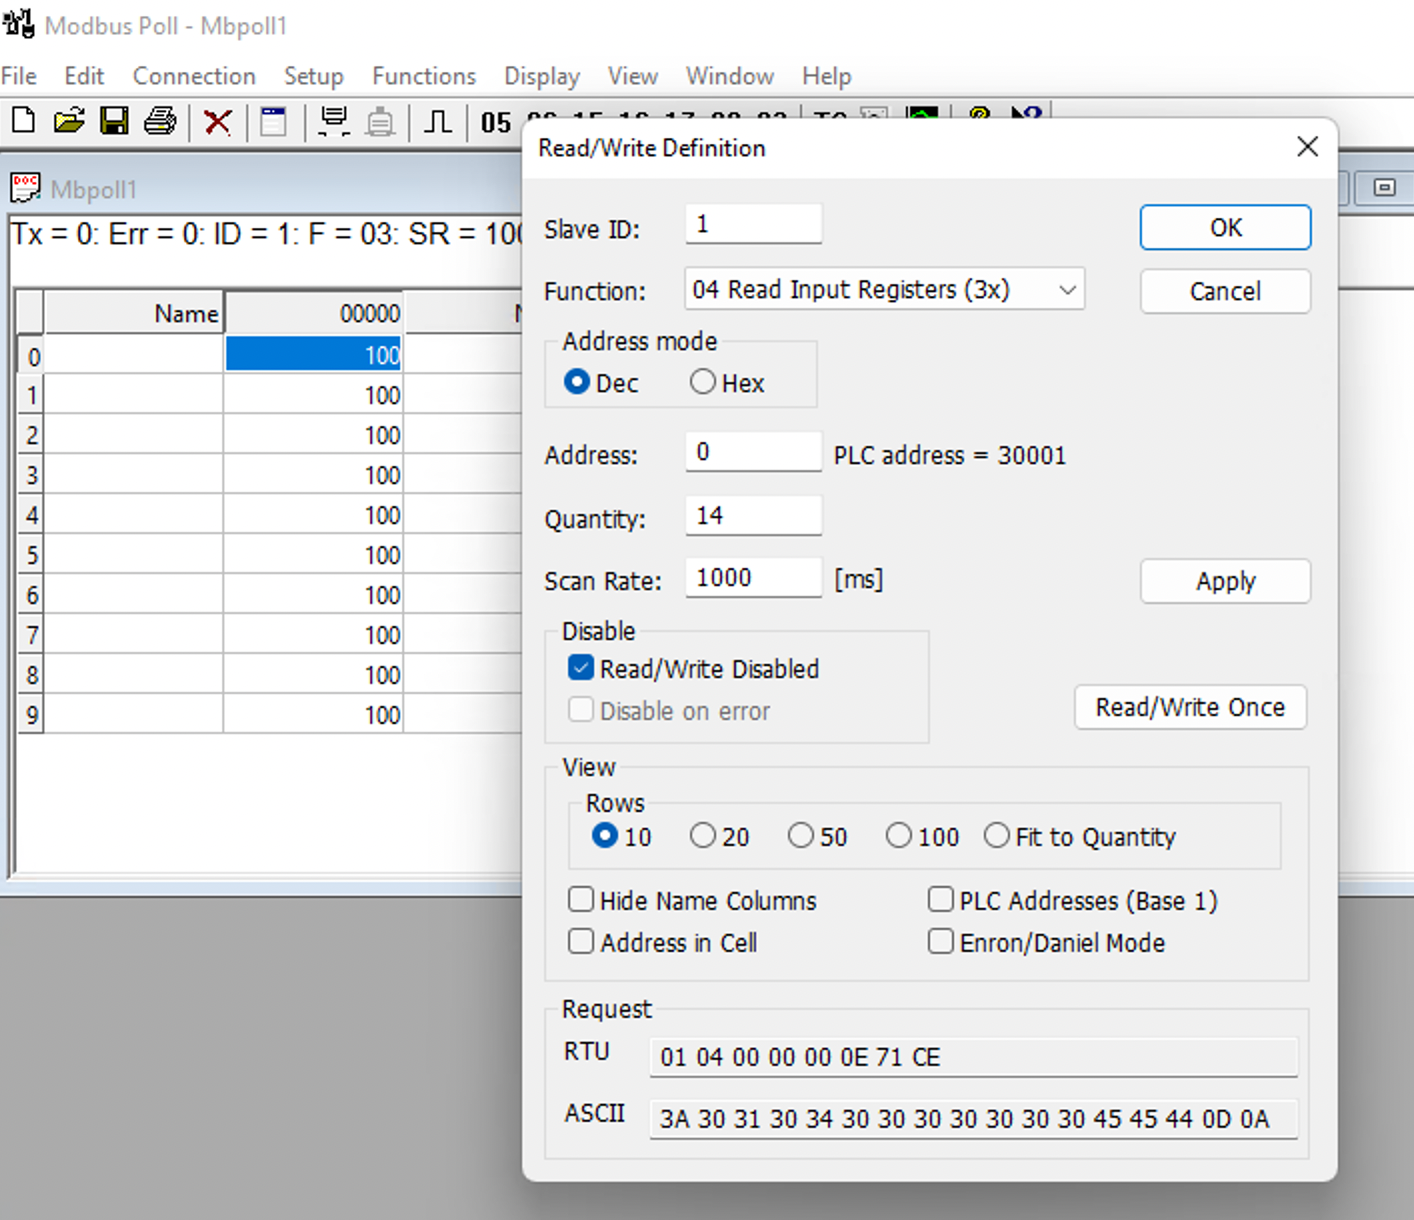 Modbus Poll - Mbpoll1
File Edit Connection Setup Functions Display View Window Help
05
Mbpoll1
Tx = 0: Err = 0: ID = 1: F = 03: SR =
Name 00000
0 100
1 100
2 100
3 100
4 100
5 100
6 100
7 100
8 100
9 100
Read/Write Definition
Slave ID: 1 OK
Function: 04 Read Input Registers (3x) Cancel
Address mode
Dec Hex
Address: 0 PLC address = 30001
Quantity: 14
Scan Rate: 1000 [ms] Apply
Disable
Read/Write Disabled
Disable on error Read/Write Once
View
Rows
10 20 50 100 Fit to Quantity
Hide Name Columns PLC Addresses (Base 1)
Address in Cell Enron/Daniel Mode
Request
RTU 01 04 00 00 00 0E 71 CE
ASCII 3A 30 31 30 34 30 30 30 30 30 30 30 45 45 44 0D 0A